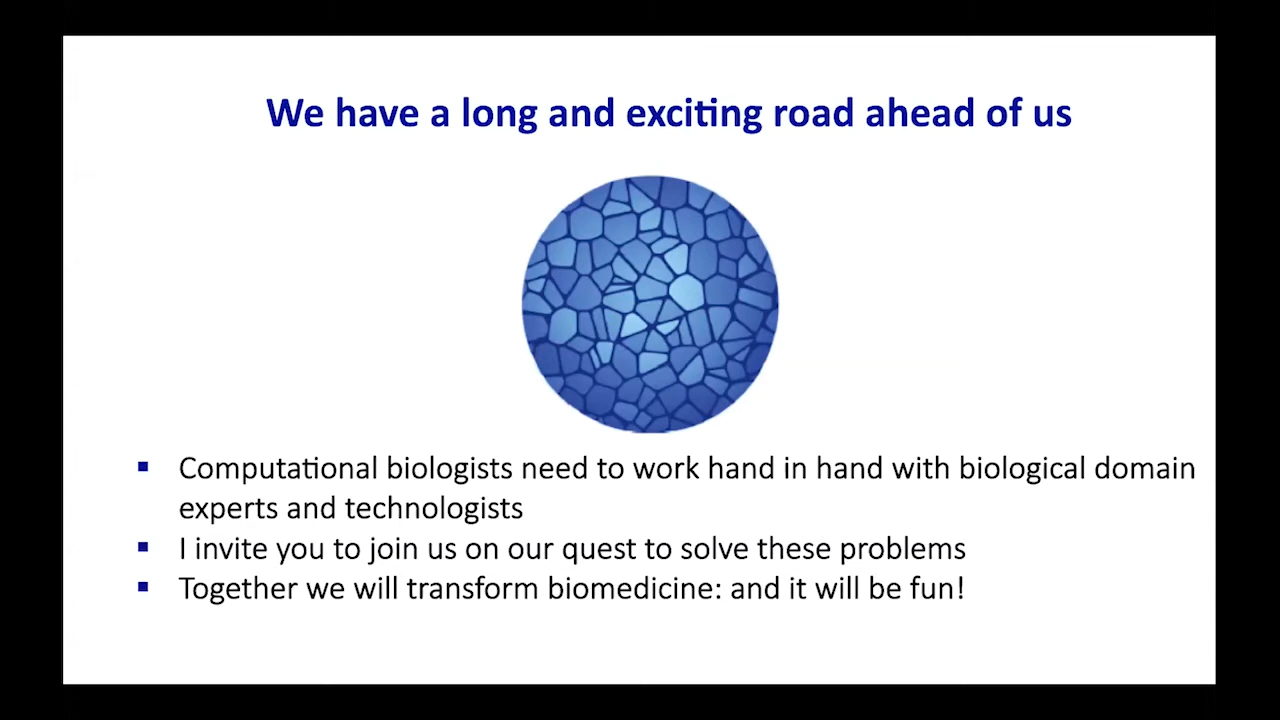 We have a long and exciting road ahead of us
▪ Computational biologists need to work hand in hand with biological domain
experts and technologists
▪ I invite you to join us on our quest to solve these problems
▪ Together we will transform biomedicine: and it will be fun!